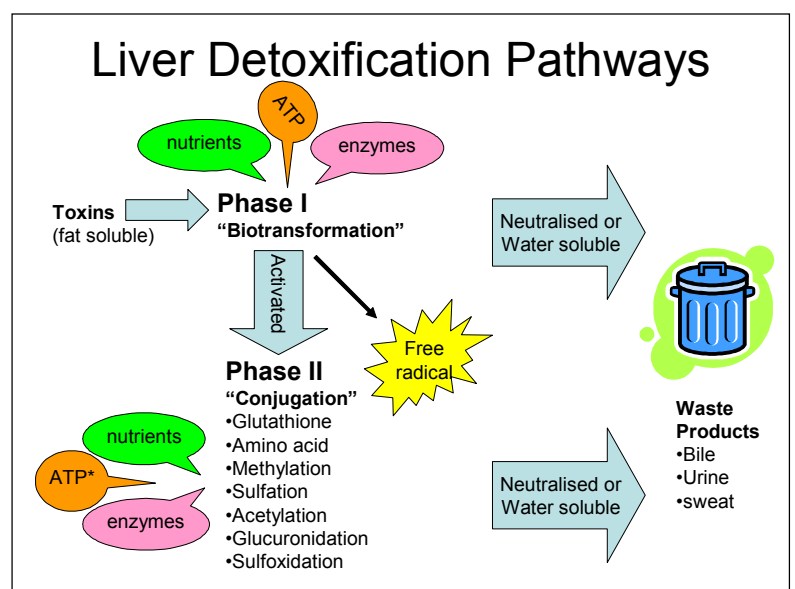 Liver Detoxification Pathways
ATP
nutrients
enzymes
Toxins
(fat soluble)
Phase I
“Biotransformation”
Neutralised or
Water soluble
Activated
Free
radical
Phase II
“Conjugation”
•Glutathione
•Amino acid
•Methylation
•Sulfation
•Acetylation
•Glucuronidation
•Sulfoxidation
nutrients
ATP*
enzymes
Neutralised or
Water soluble
Waste
Products
•Bile
•Urine
•sweat